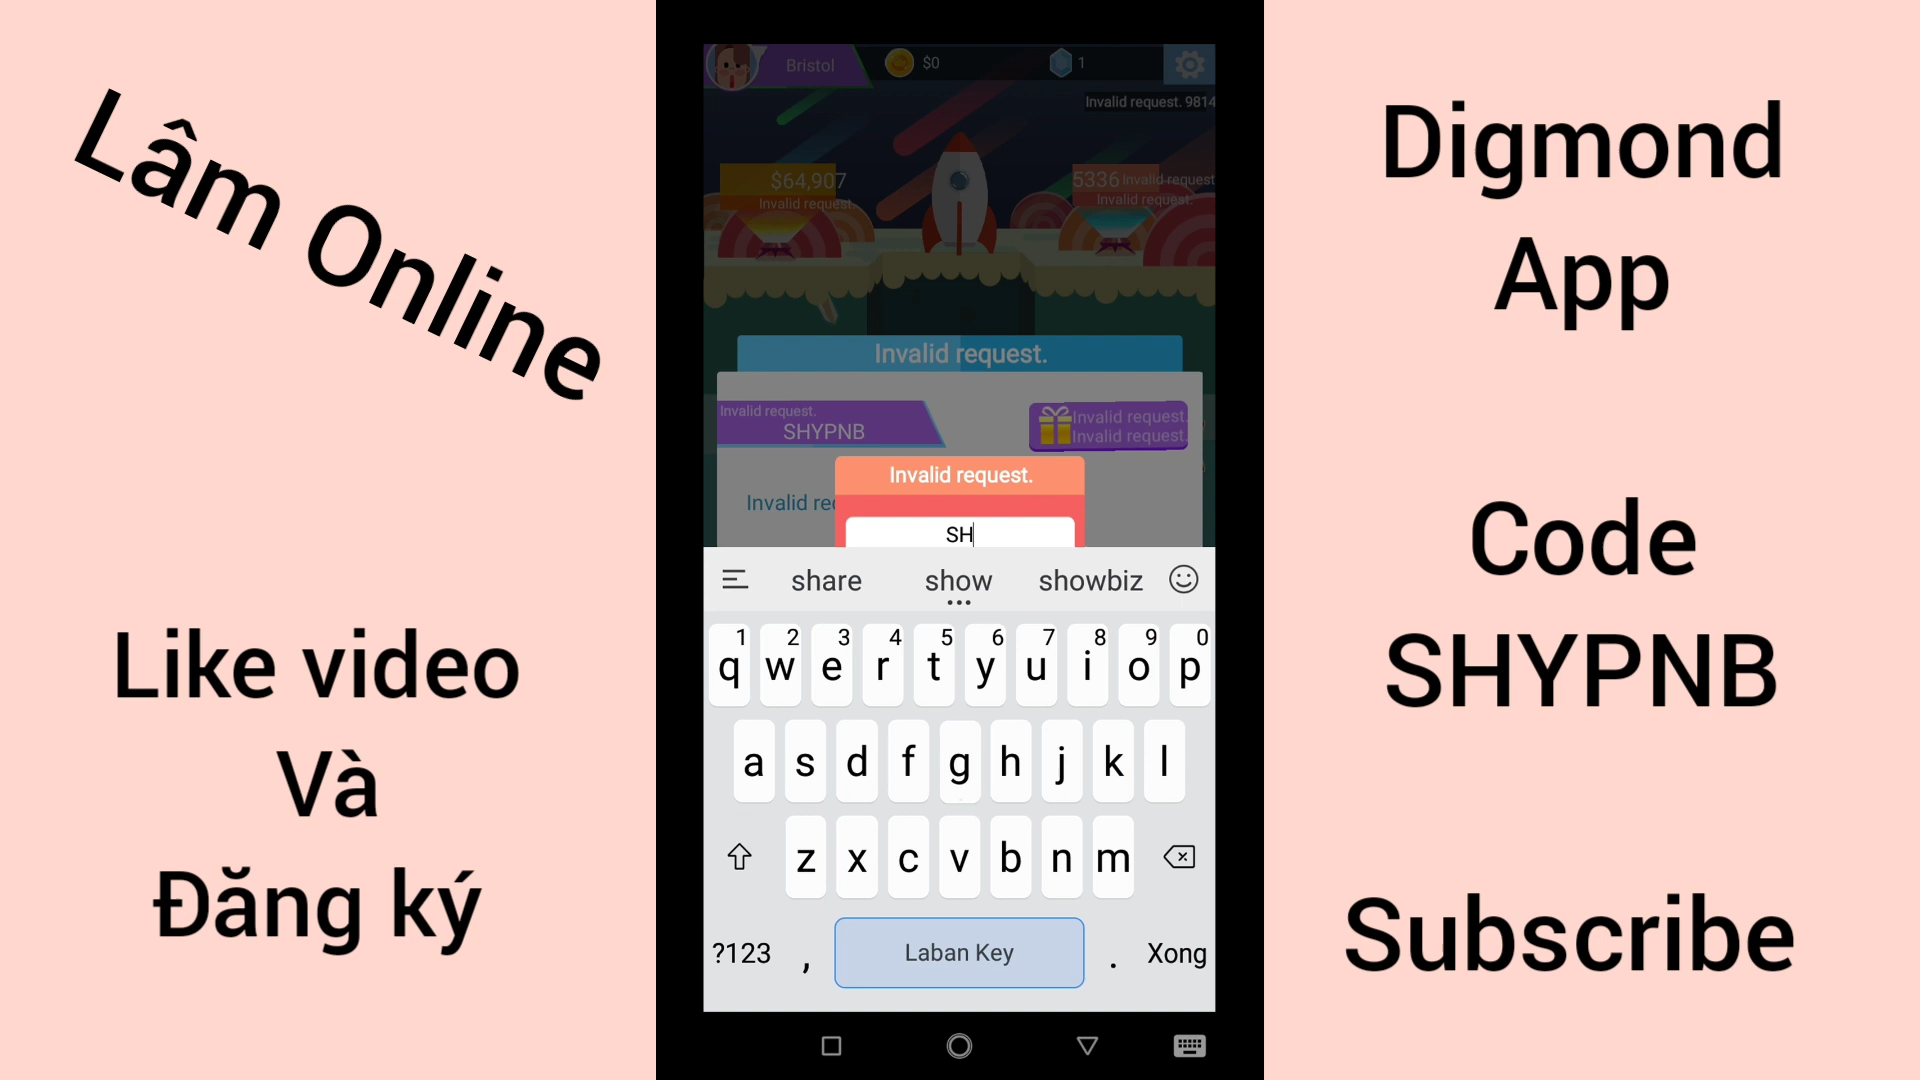 Lâm Online
Like video
Và
Đăng ký
Bristol
$0
1
Invalid request. 9814
$64,907
Invalid request.
5336 Invalid request
Invalid request.
Invalid request.
Invalid request.
SHYPNB
Invalid request.
Invalid request.
Invalid request.
Invalid re
SH
share show showbiz
1 2 3 4 5 6 7 8 9 0
q w e r t y u i o p
a s d f g h j k l
z x c v b n m
?123 , Laban Key . Xong
Digmond
App
Code
SHYPNB
Subscribe